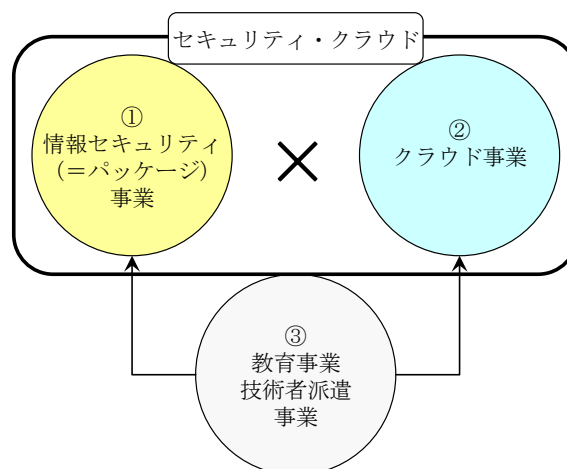 セキュリティ・クラウド
①
情報セキュリティ
(=パッケージ)
事業
×
②
クラウド事業
③
教育事業
技術者派遣
事業